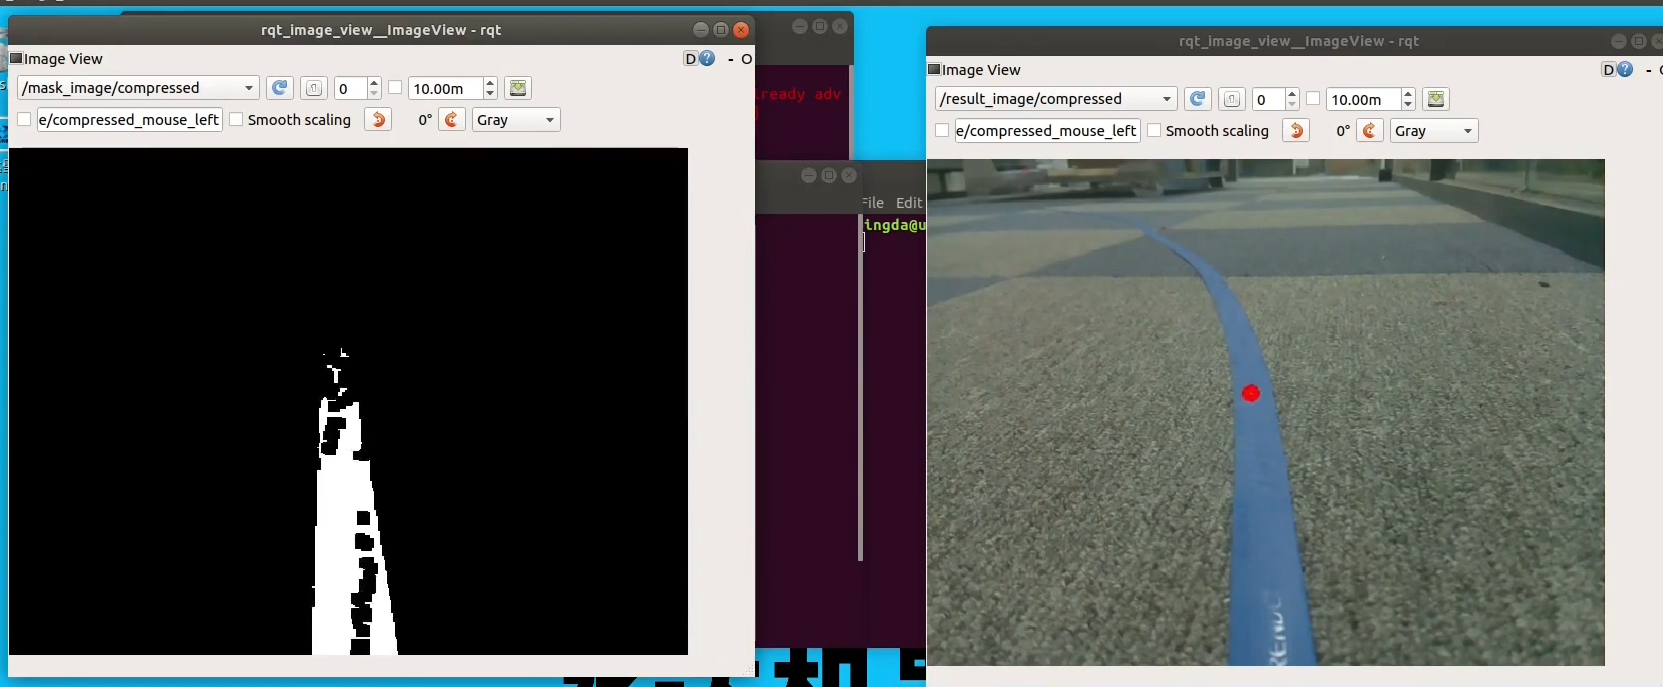 rqt_image_view__ImageView - rqt
Image View
D
- O
/mask_image/compressed
0
10.00m
e/compressed_mouse_left
Smooth scaling
0°
Gray
lready adv
File Edit
ingda@u
rqt_image_view__ImageView - rqt
Image View
D
-
/result_image/compressed
0
10.00m
e/compressed_mouse_left
Smooth scaling
0°
Gray